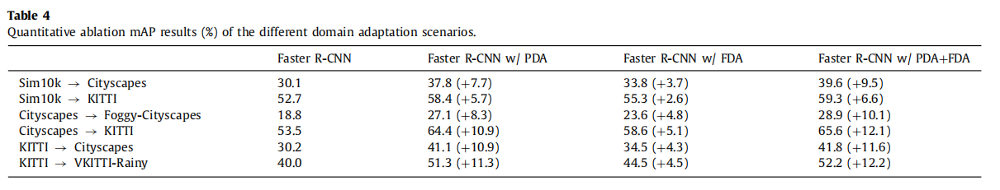 Table 4
Quantitative ablation mAP results (%) of the different domain adaptation scenarios.
Faster R-CNN Faster R-CNN w/ PDA Faster R-CNN w/ FDA Faster R-CNN w/ PDA+FDA
Sim10k → Cityscapes 30.1 37.8 (+7.7) 33.8 (+3.7) 39.6 (+9.5)
Sim10k → KITTI 52.7 58.4 (+5.7) 55.3 (+2.6) 59.3 (+6.6)
Cityscapes → Foggy-Cityscapes 18.8 27.1 (+8.3) 23.6 (+4.8) 28.9 (+10.1)
Cityscapes → KITTI 53.5 64.4 (+10.9) 58.6 (+5.1) 65.6 (+12.1)
KITTI → Cityscapes 30.2 41.1 (+10.9) 34.5 (+4.3) 41.8 (+11.6)
KITTI → VKITTI-Rainy 40.0 51.3 (+11.3) 44.5 (+4.5) 52.2 (+12.2)